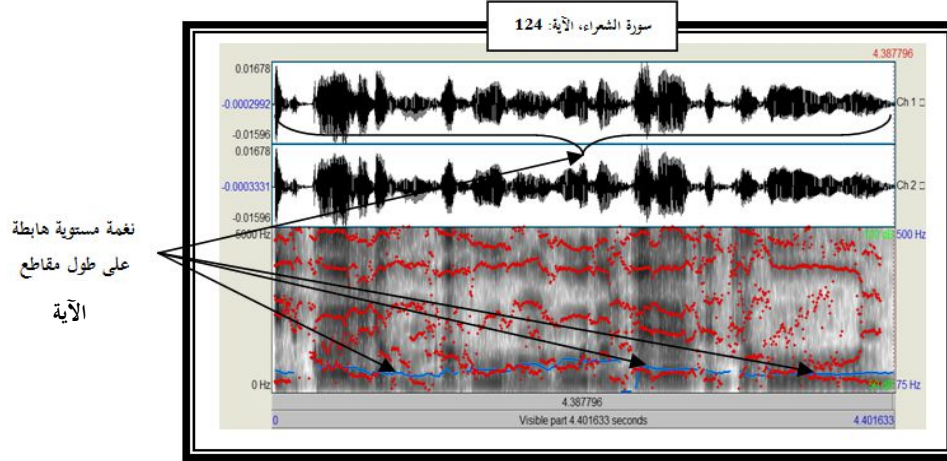 سورة الشعراء، الآية: 124
4.387796
0.01678
-0.0002992
Ch 1
-0.01596
0.01678
-0.0003331
Ch 2
-0.01596
5000 Hz
500 Hz
نغمة مستوية هابطة
على طول مقاطع
الآية
0 Hz
75 Hz
4.387796
0
Visible part 4.401633 seconds
4.401633